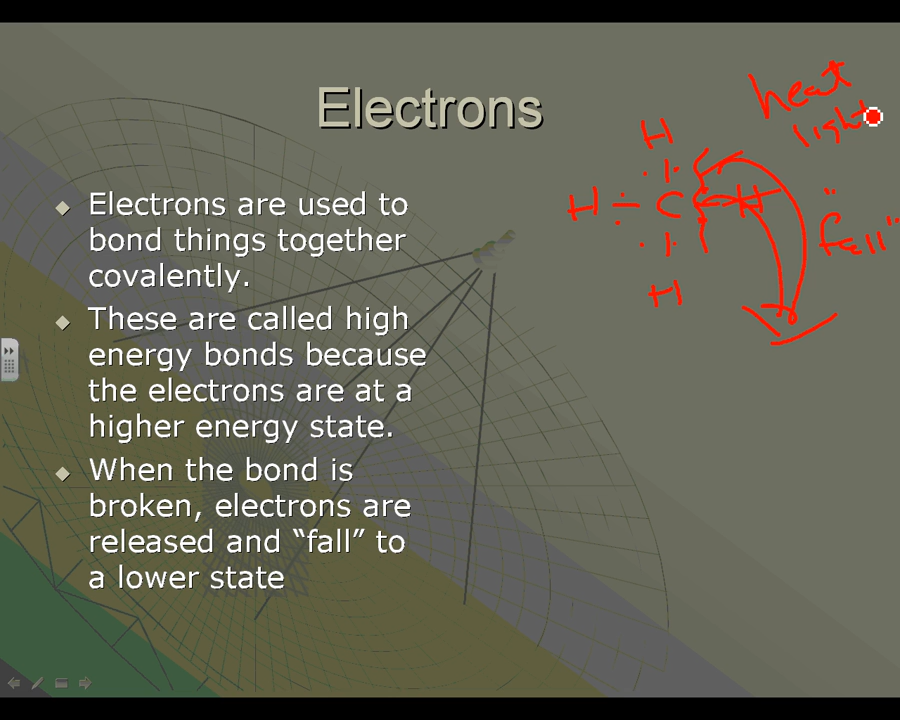 Electrons
Electrons are used to
bond things together
covalently.
These are called high
energy bonds because
the electrons are at a
higher energy state.
When the bond is
broken, electrons are
released and “fall” to
a lower state
heat
light
H
H C H
H
"fall"